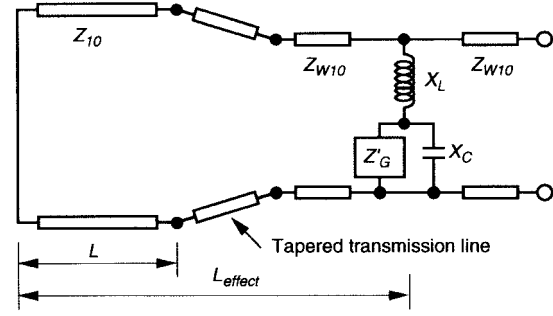 Z10
ZW10
ZW10
XL
Z'G
XC
Tapered transmission line
L
Leffect